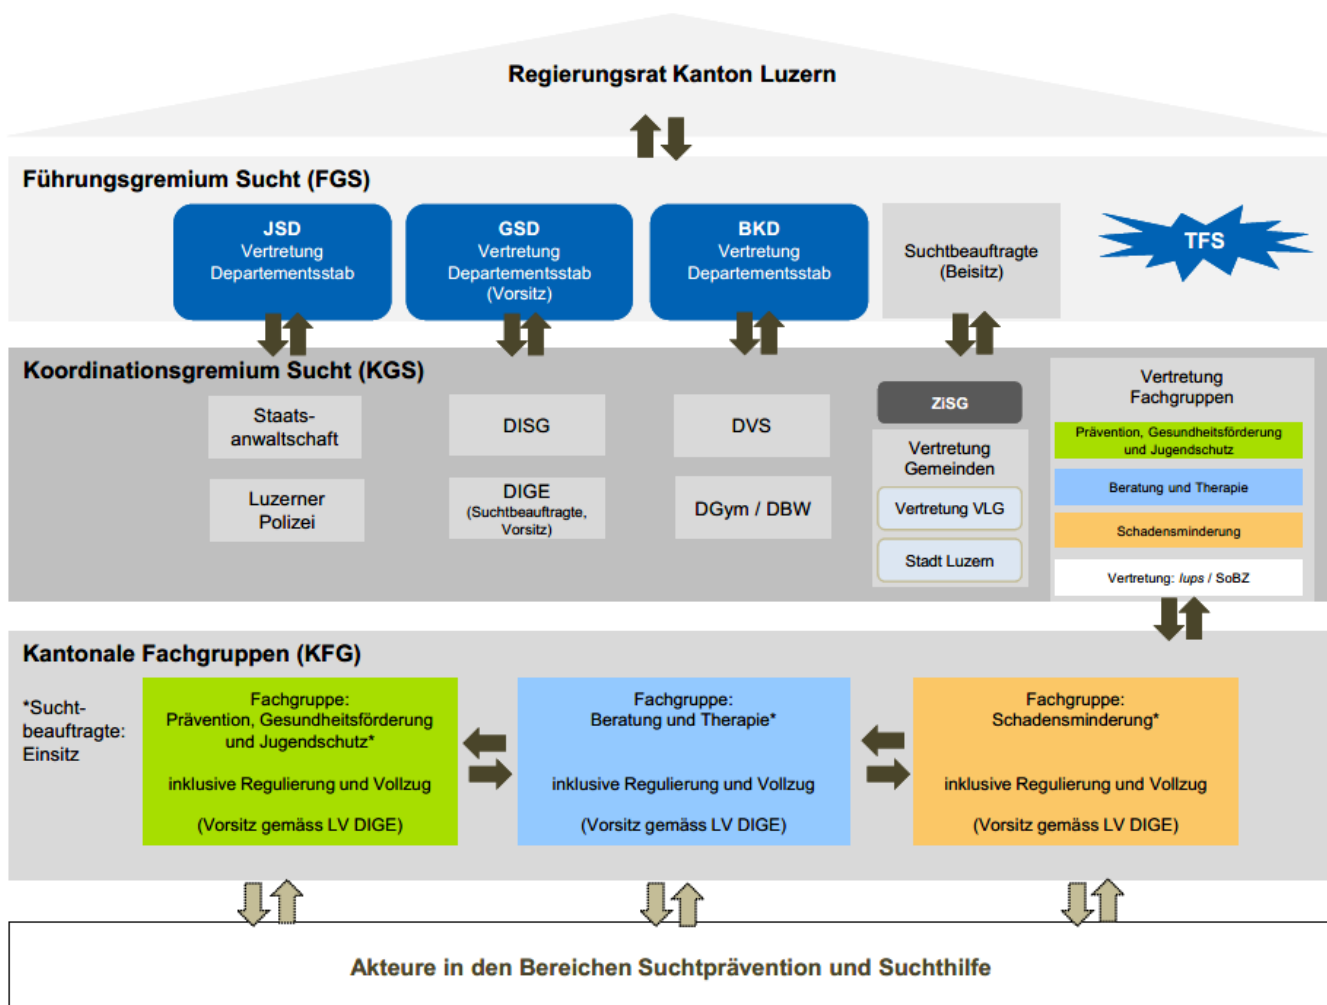 Regierungsrat Kanton Luzern
Führungsgremium Sucht (FGS)
JSD
Vertretung
Departementsstab
GSD
Vertretung
Departementsstab
(Vorsitz)
BKD
Vertretung
Departementsstab
Suchtbeauftragte
(Beisitz)
TFS
Koordinationsgremium Sucht (KGS)
Staats-
anwaltschaft
Luzerner
Polizei
DISG
DIGE
(Suchtbeauftragte,
Vorsitz)
DVS
DGym / DBW
ZiSG
Vertretung
Gemeinden
Vertretung VLG
Stadt Luzern
Vertretung
Fachgruppen
Prävention, Gesundheitsförderung
und Jugendschutz
Beratung und Therapie
Schadensminderung
Vertretung: lups / SoBZ
Kantonale Fachgruppen (KFG)
*Sucht-
beauftragte:
Einsitz
Fachgruppe:
Prävention, Gesundheitsförderung
und Jugendschutz*
inklusive Regulierung und Vollzug
(Vorsitz gemäss LV DIGE)
Fachgruppe:
Beratung und Therapie*
inklusive Regulierung und Vollzug
(Vorsitz gemäss LV DIGE)
Fachgruppe:
Schadensminderung*
inklusive Regulierung und Vollzug
(Vorsitz gemäss LV DIGE)
Akteure in den Bereichen Suchtprävention und Suchthilfe